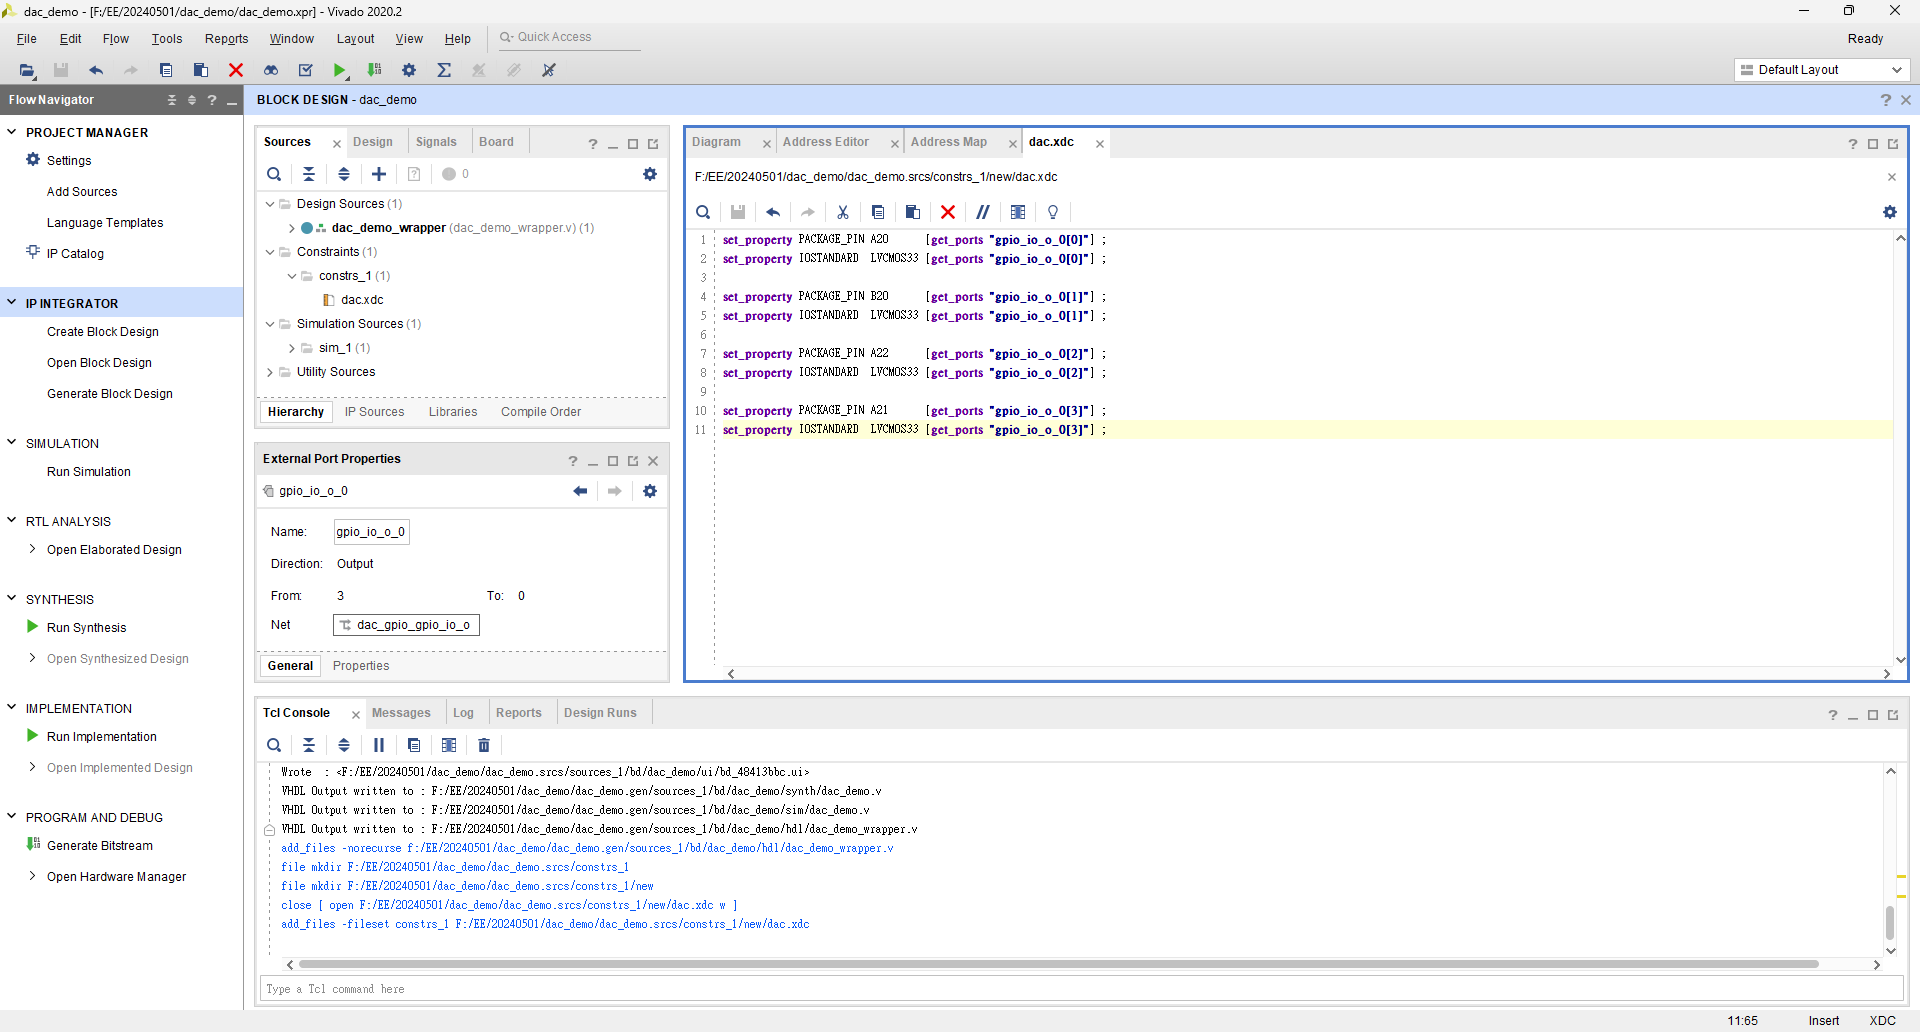 dac_demo - [F:/EE/20240501/dac_demo/dac_demo.xpr] - Vivado 2020.2
File Edit Flow Tools Reports Window Layout View Help Quick Access
Ready
Default Layout
Flow Navigator
BLOCK DESIGN - dac_demo
PROJECT MANAGER
Settings
Add Sources
Language Templates
IP Catalog
IP INTEGRATOR
Create Block Design
Open Block Design
Generate Block Design
SIMULATION
Run Simulation
RTL ANALYSIS
Open Elaborated Design
SYNTHESIS
Run Synthesis
Open Synthesized Design
IMPLEMENTATION
Run Implementation
Open Implemented Design
PROGRAM AND DEBUG
Generate Bitstream
Open Hardware Manager
Sources Design Signals Board
0
Design Sources (1)
dac_demo_wrapper (dac_demo_wrapper.v) (1)
Constraints (1)
constrs_1 (1)
dac.xdc
Simulation Sources (1)
sim_1 (1)
Utility Sources
Hierarchy IP Sources Libraries Compile Order
External Port Properties
gpio_io_o_0
Name: gpio_io_o_0
Direction: Output
From: 3 To: 0
Net dac_gpio_gpio_io_o
General Properties
Diagram Address Editor Address Map dac.xdc
F:/EE/20240501/dac_demo/dac_demo.srcs/constrs_1/new/dac.xdc
1 set_property PACKAGE_PIN A20 [get_ports "gpio_io_o_0[0]"] ;
2 set_property IOSTANDARD LVCMOS33 [get_ports "gpio_io_o_0[0]"] ;
3
4 set_property PACKAGE_PIN B20 [get_ports "gpio_io_o_0[1]"] ;
5 set_property IOSTANDARD LVCMOS33 [get_ports "gpio_io_o_0[1]"] ;
6
7 set_property PACKAGE_PIN A22 [get_ports "gpio_io_o_0[2]"] ;
8 set_property IOSTANDARD LVCMOS33 [get_ports "gpio_io_o_0[2]"] ;
9
10 set_property PACKAGE_PIN A21 [get_ports "gpio_io_o_0[3]"] ;
11 set_property IOSTANDARD LVCMOS33 [get_ports "gpio_io_o_0[3]"] ;
Tcl Console Messages Log Reports Design Runs
Wrote : <F:/EE/20240501/dac_demo/dac_demo.srcs/sources_1/bd/dac_demo/ui/bd_48413bbc.ui>
VHDL Output written to : F:/EE/20240501/dac_demo/dac_demo.gen/sources_1/bd/dac_demo/synth/dac_demo.v
VHDL Output written to : F:/EE/20240501/dac_demo/dac_demo.gen/sources_1/bd/dac_demo/sim/dac_demo.v
VHDL Output written to : F:/EE/20240501/dac_demo/dac_demo.gen/sources_1/bd/dac_demo/hdl/dac_demo_wrapper.v
add_files -norecurse f:/EE/20240501/dac_demo/dac_demo.gen/sources_1/bd/dac_demo/hdl/dac_demo_wrapper.v
file mkdir F:/EE/20240501/dac_demo/dac_demo.srcs/constrs_1
file mkdir F:/EE/20240501/dac_demo/dac_demo.srcs/constrs_1/new
close [ open F:/EE/20240501/dac_demo/dac_demo.srcs/constrs_1/new/dac.xdc w ]
add_files -fileset constrs_1 F:/EE/20240501/dac_demo/dac_demo.srcs/constrs_1/new/dac.xdc
Type a Tcl command here
11:65 Insert XDC